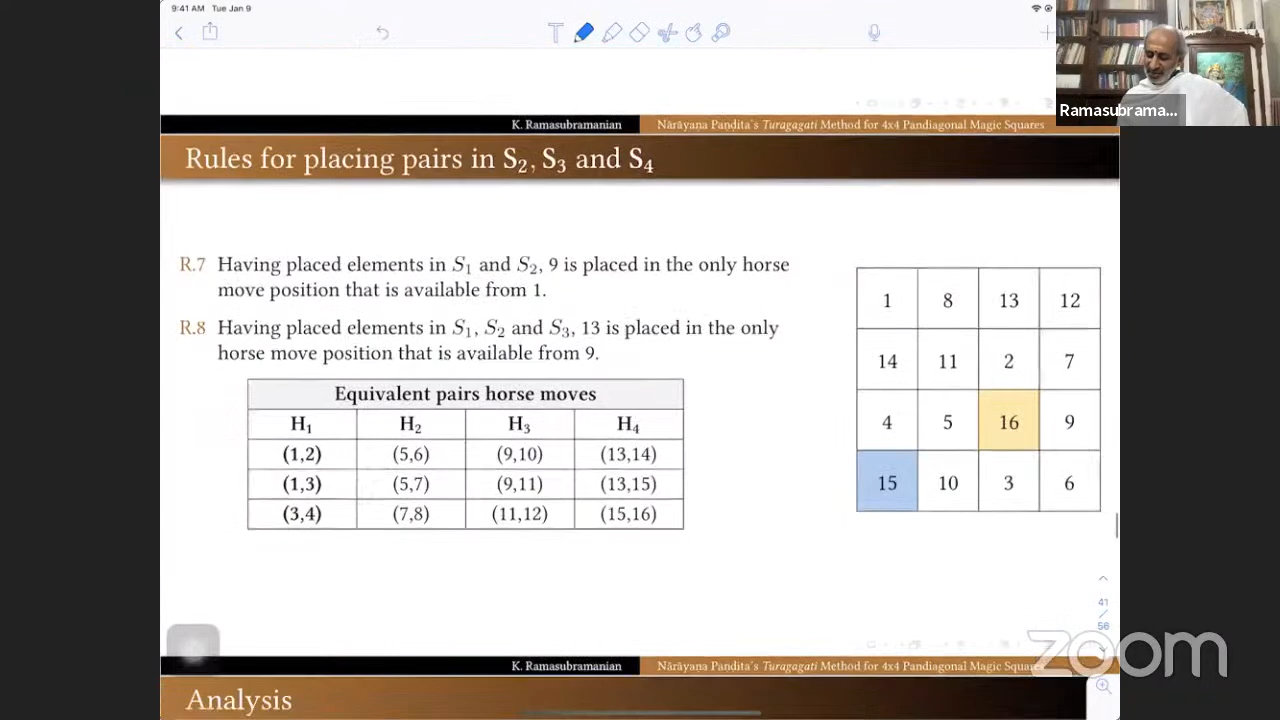 9:41 AM Tue Jan 9
Ramasubrama...
K. Ramasubramanian Nārāyaṇa Paṇḍita's Turagagati Method for 4x4 Pandiagonal Magic Squares
Rules for placing pairs in S₂, S₃ and S₄
R.7 Having placed elements in S₁ and S₂, 9 is placed in the only horse
move position that is available from 1.
R.8 Having placed elements in S₁, S₂ and S₃, 13 is placed in the only
horse move position that is available from 9.
Equivalent pairs horse moves
H₁ H₂ H₃ H₄
(1,2) (5,6) (9,10) (13,14)
(1,3) (5,7) (9,11) (13,15)
(3,4) (7,8) (11,12) (15,16)
1 8 13 12
14 11 2 7
4 5 16 9
15 10 3 6
41
/
56
zoom
K. Ramasubramanian Nārāyaṇa Paṇḍita's Turagagati Method for 4x4 Pandiagonal Magic Squares
Analysis